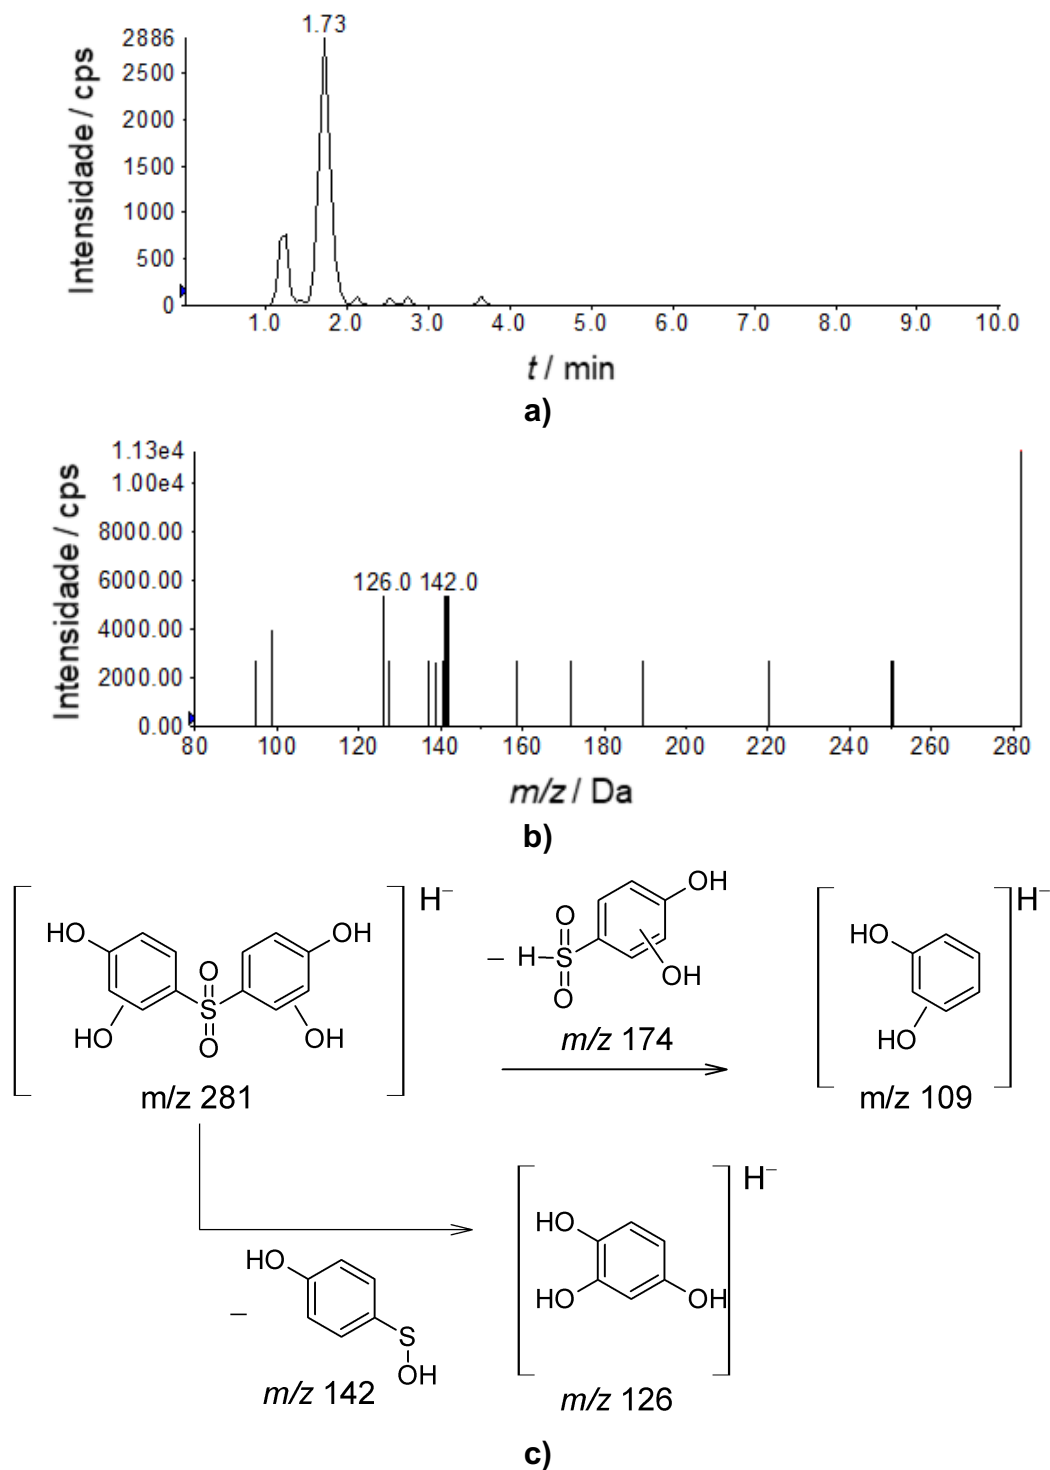 1.73
2886
2500
2000
1500
1000
500
0
Intensidade / cps
1.0 2.0 3.0 4.0 5.0 6.0 7.0 8.0 9.0 10.0
t / min
a)
1.13e4
1.00e4
8000.00
6000.00
4000.00
2000.00
0.00
Intensidade / cps
126.0 142.0
80 100 120 140 160 180 200 220 240 260 280
m/z / Da
b)
HO
OH
HO
OH
O
S
O
H⁻
m/z 281
– H
O
S
O
OH
OH
m/z 174
HO
HO
H⁻
m/z 109
–
HO
S
OH
m/z 142
HO
HO
OH
H⁻
m/z 126
c)